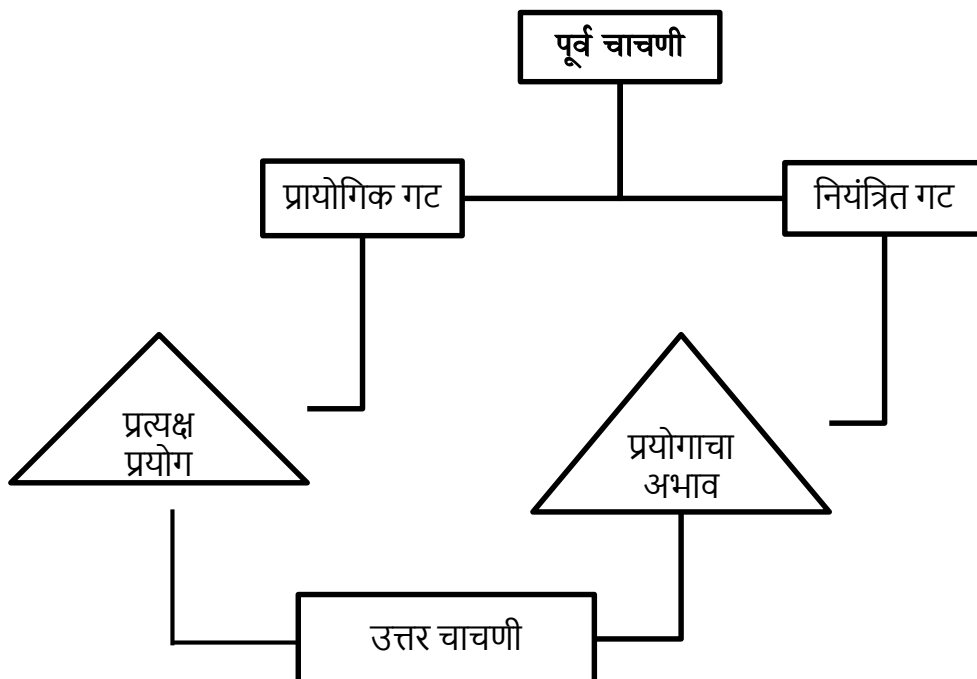 पूर्व चाचणी
प्रायोगिक गट
नियंत्रित गट
प्रत्यक्ष
प्रयोग
प्रयोगाचा
अभाव
उत्तर चाचणी